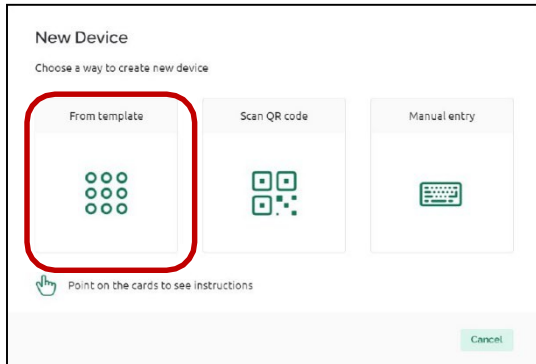 New Device
Choose a way to create new device
From template
Scan QR code
Manual entry
Point on the cards to see instructions
Cancel